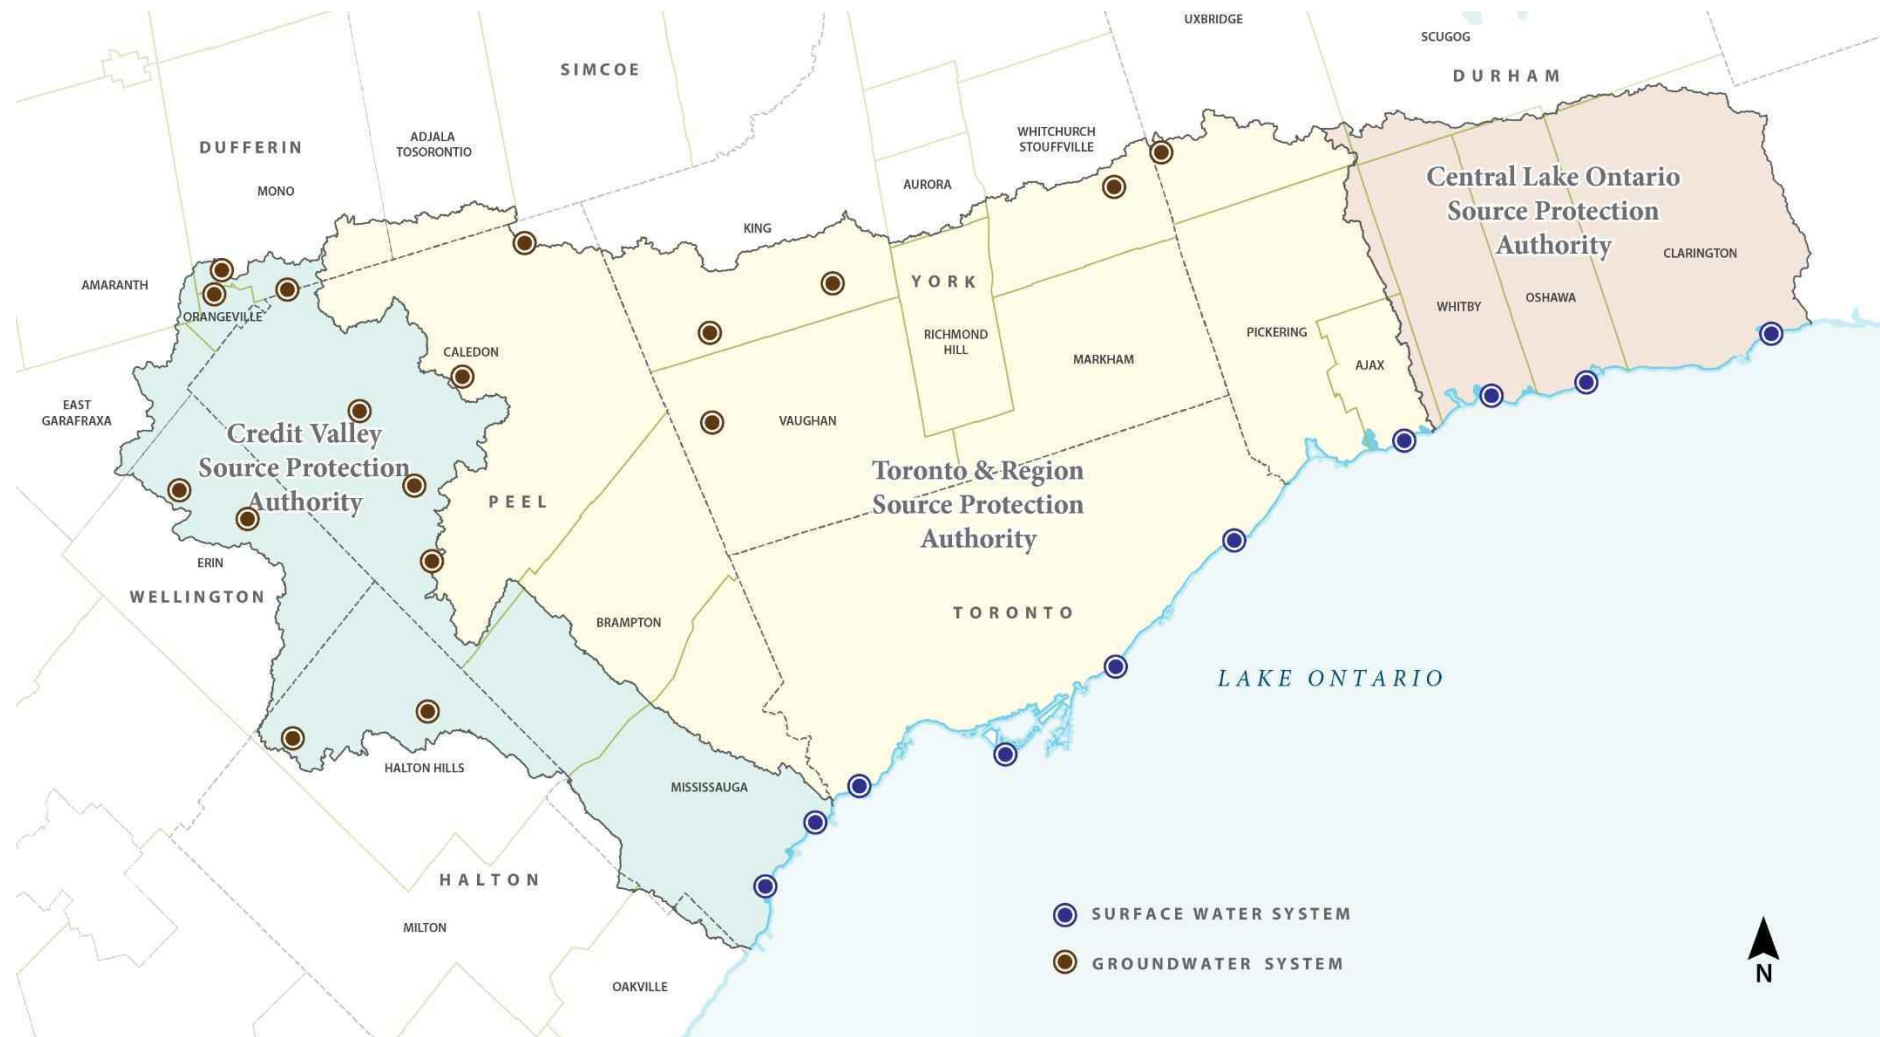 UXBRIDGE
SCUGOG
SIMCOE
DURHAM
DUFFERIN
ADJALA
TOSORONTIO
WHITCHURCH
STOUFFVILLE
MONO
AURORA
Central Lake Ontario
Source Protection
Authority
KING
CLARINGTON
AMARANTH
YORK
ORANGEVILLE
WHITBY
OSHAWA
RICHMOND
HILL
PICKERING
CALEDON
MARKHAM
AJAX
EAST
GARAFRAXA
VAUGHAN
Credit Valley
Source Protection
Authority
Toronto & Region
Source Protection
Authority
PEEL
ERIN
WELLINGTON
BRAMPTON
TORONTO
LAKE ONTARIO
HALTON HILLS
MISSISSAUGA
HALTON
MILTON
OAKVILLE
SURFACE WATER SYSTEM
GROUNDWATER SYSTEM
N